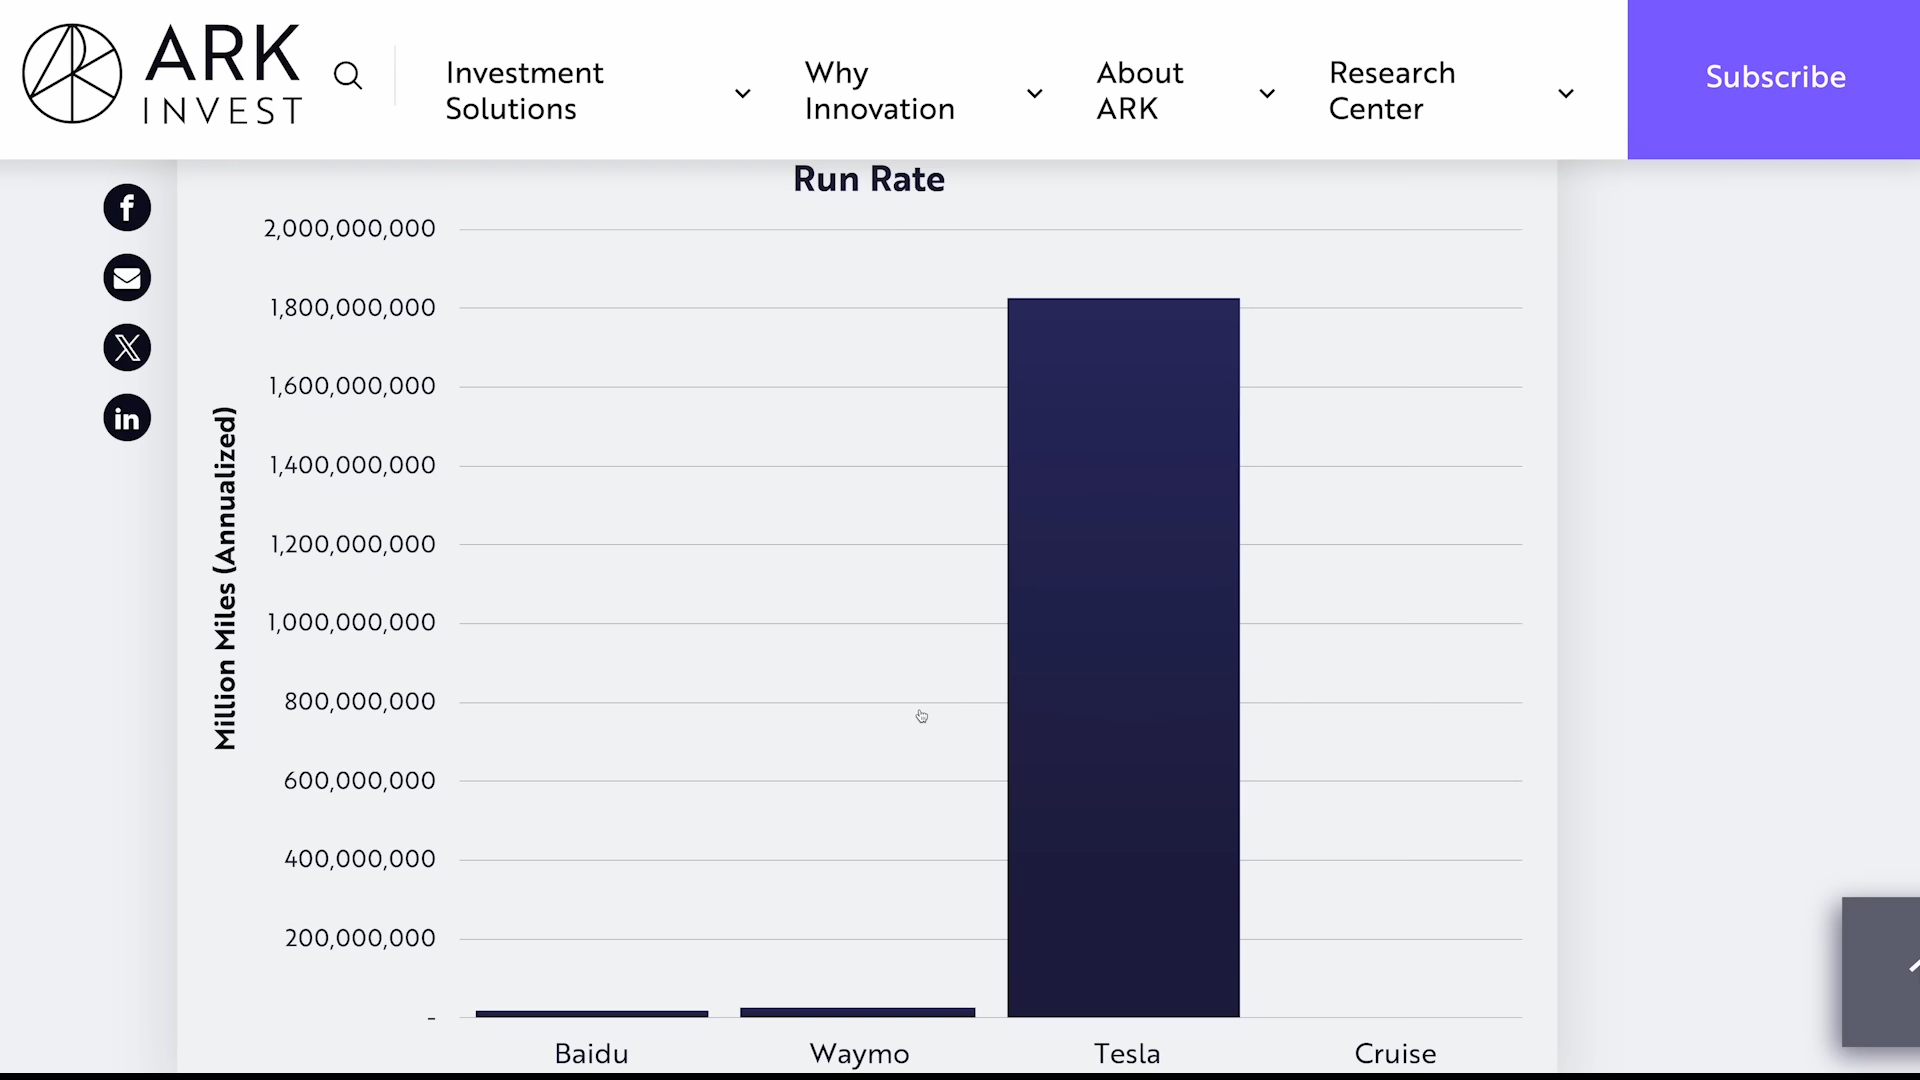 ARK
INVEST
Investment
Solutions
Why
Innovation
About
ARK
Research
Center
Subscribe
Run Rate
2,000,000,000
1,800,000,000
1,600,000,000
1,400,000,000
1,200,000,000
1,000,000,000
800,000,000
600,000,000
400,000,000
200,000,000
-
Million Miles (Annualized)
Baidu
Waymo
Tesla
Cruise